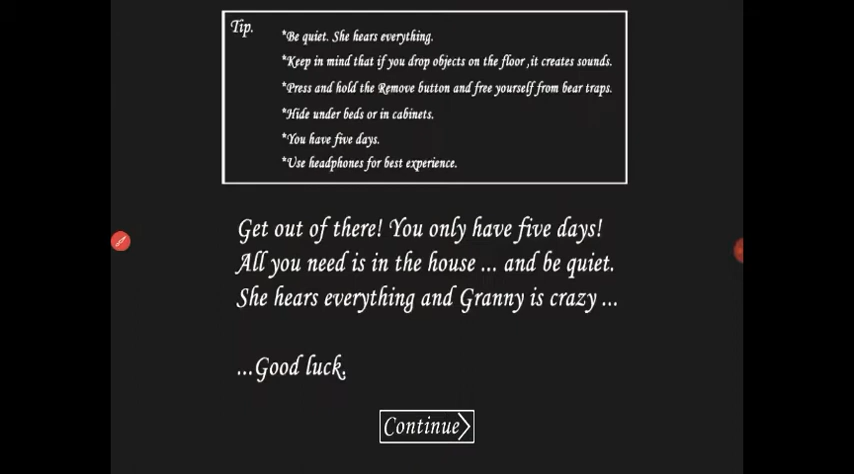 Tip.
*Be quiet. She hears everything.
*Keep in mind that if you drop objects on the floor ,it creates sounds.
*Press and hold the Remove button and free yourself from bear traps.
*Hide under beds or in cabinets.
*You have five days.
*Use headphones for best experience.
Get out of there! You only have five days!
All you need is in the house ... and be quiet.
She hears everything and Granny is crazy ...
...Good luck.
Continue